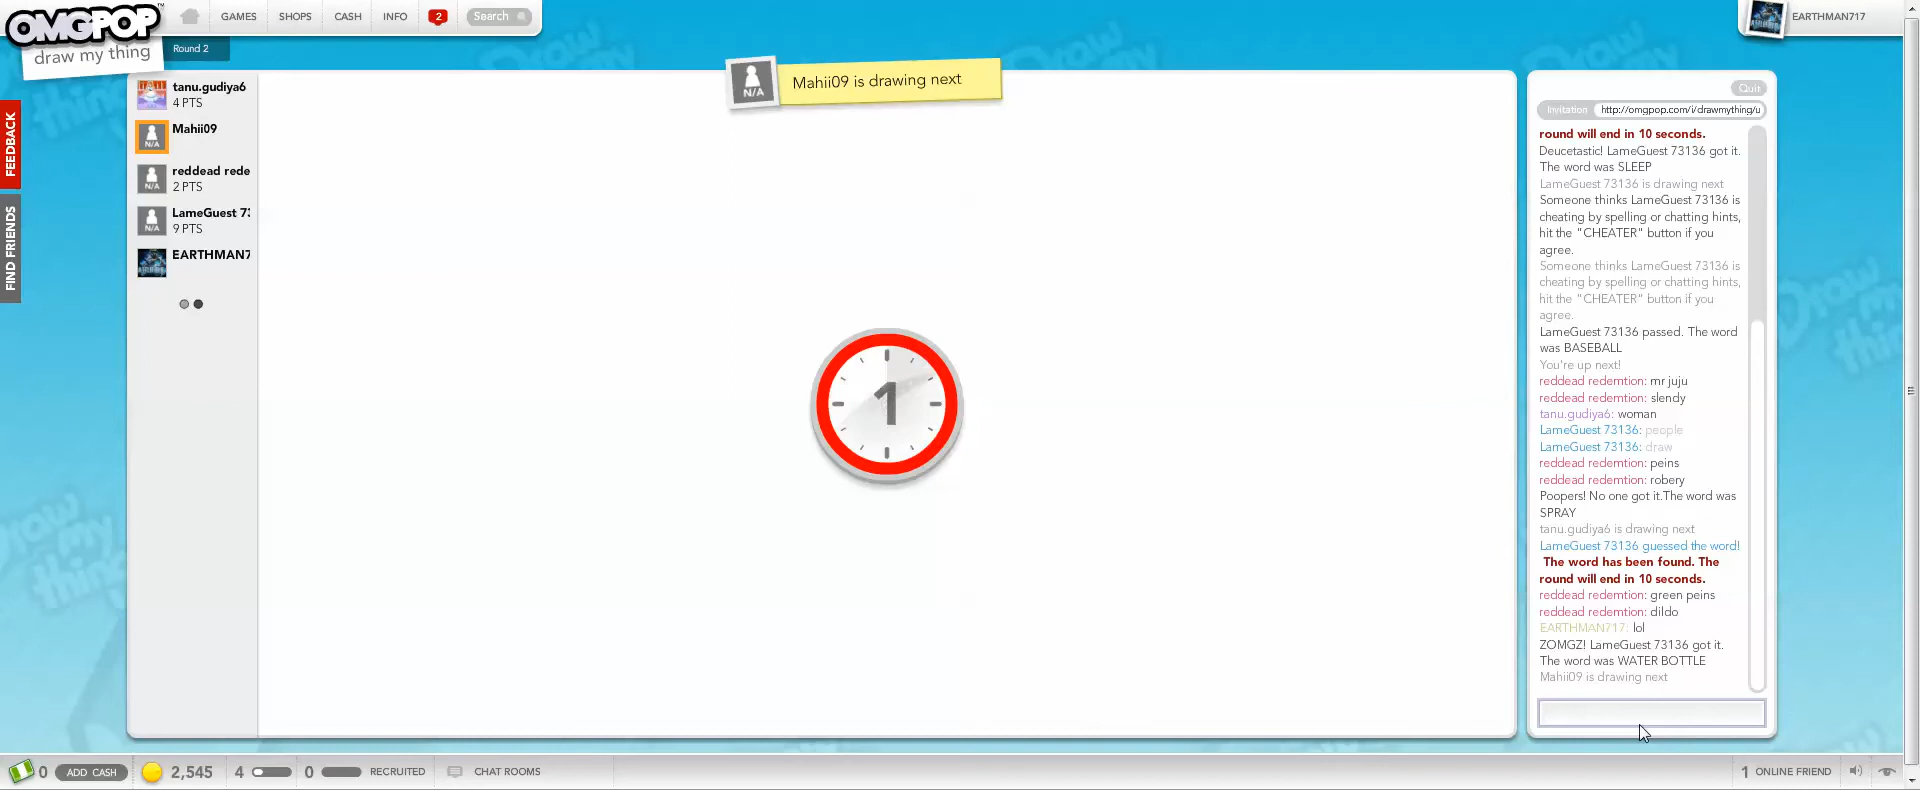 OMGPOP
™
draw my thing
GAMES
SHOPS
CASH
INFO
2
Search
EARTHMAN717
Round 2
FEEDBACK
FIND FRIENDS
tanu.gudiya6
4 PTS
N/A
Mahii09
N/A
reddead rede
2 PTS
N/A
LameGuest 73
9 PTS
EARTHMAN7
N/A
Mahii09 is drawing next
1
Quit
Invitation
http://omgpop.com/i/drawmything/u
round will end in 10 seconds.
Deucetastic! LameGuest 73136 got it.
The word was SLEEP
LameGuest 73136 is drawing next
Someone thinks LameGuest 73136 is
cheating by spelling or chatting hints,
hit the "CHEATER" button if you
agree.
Someone thinks LameGuest 73136 is
cheating by spelling or chatting hints,
hit the "CHEATER" button if you
agree.
LameGuest 73136 passed. The word
was BASEBALL
You're up next!
reddead redemtion: mr juju
reddead redemtion: slendy
tanu.gudiya6: woman
LameGuest 73136: people
LameGuest 73136: draw
reddead redemtion: peins
reddead redemtion: robery
Poopers! No one got it.The word was
SPRAY
tanu.gudiya6 is drawing next
LameGuest 73136 guessed the word!
The word has been found. The
round will end in 10 seconds.
reddead redemtion: green peins
reddead redemtion: dildo
EARTHMAN717: lol
ZOMGZ! LameGuest 73136 got it.
The word was WATER BOTTLE
Mahii09 is drawing next
0
ADD CASH
2,545
4
0
RECRUITED
CHAT ROOMS
1 ONLINE FRIEND